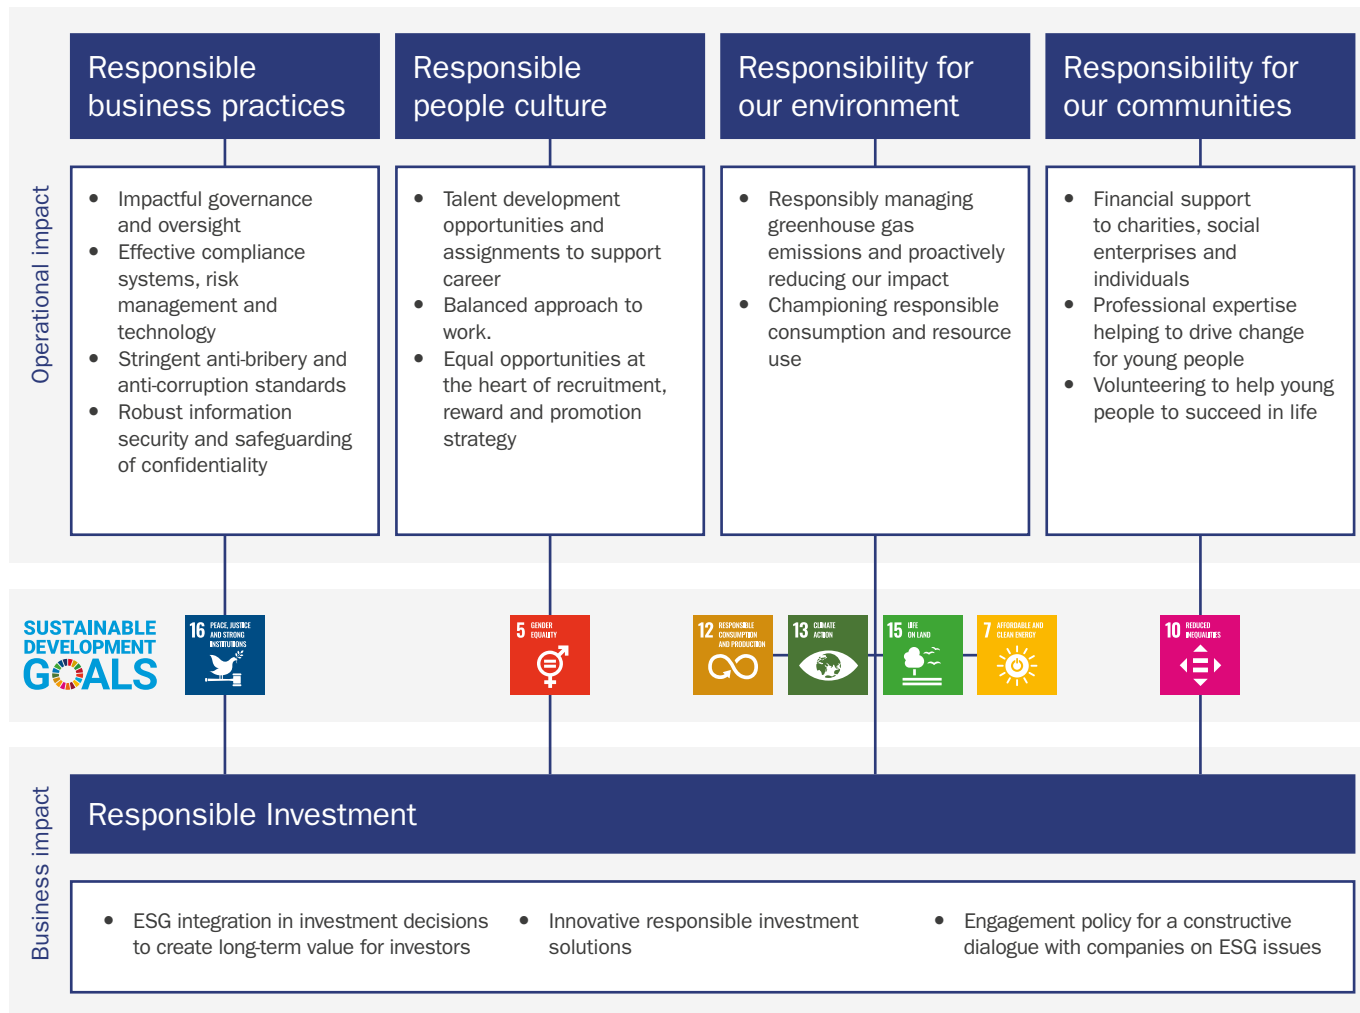 Responsible
business practices
Responsible
people culture
Responsibility for
our environment
Responsibility for
our communities
Operational impact
• Impactful governance
and oversight
• Effective compliance
systems, risk
management and
technology
• Stringent anti-bribery and
anti-corruption standards
• Robust information
security and safeguarding
of confidentiality
• Talent development
opportunities and
assignments to support
career
• Balanced approach to
work.
• Equal opportunities at
the heart of recruitment,
reward and promotion
strategy
• Responsibly managing
greenhouse gas
emissions and proactively
reducing our impact
• Championing responsible
consumption and resource
use
• Financial support
to charities, social
enterprises and
individuals
• Professional expertise
helping to drive change
for young people
• Volunteering to help young
people to succeed in life
SUSTAINABLE
DEVELOPMENT
GOALS
16 PEACE, JUSTICE
AND STRONG
INSTITUTIONS
5 GENDER
EQUALITY
12 RESPONSIBLE
CONSUMPTION
AND PRODUCTION
13 CLIMATE
ACTION
15 LIFE
ON LAND
7 AFFORDABLE AND
CLEAN ENERGY
10 REDUCED
INEQUALITIES
Business impact
Responsible Investment
• ESG integration in investment decisions
to create long-term value for investors
• Innovative responsible investment
solutions
• Engagement policy for a constructive
dialogue with companies on ESG issues